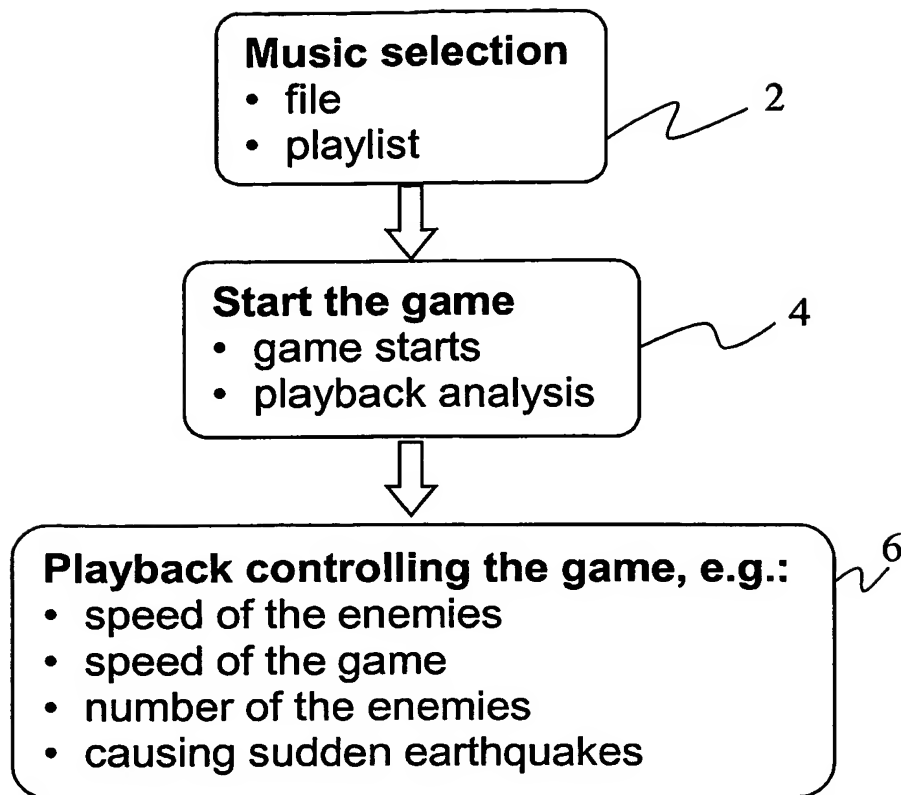 Music selection
• file
• playlist
2
Start the game
• game starts
• playback analysis
4
Playback controlling the game, e.g.:
• speed of the enemies
• speed of the game
• number of the enemies
• causing sudden earthquakes
6